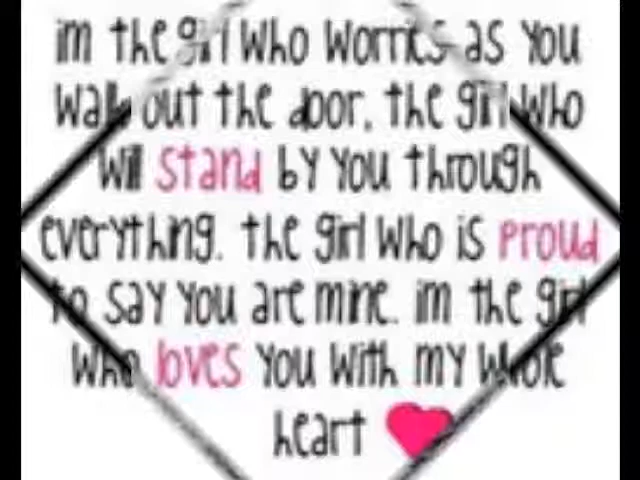 im the girl who worries as you
walk out the door. the girl who
will stand by you through
everything. the girl who is proud
to say you are mine. im the girl
who loves you with my whole
heart